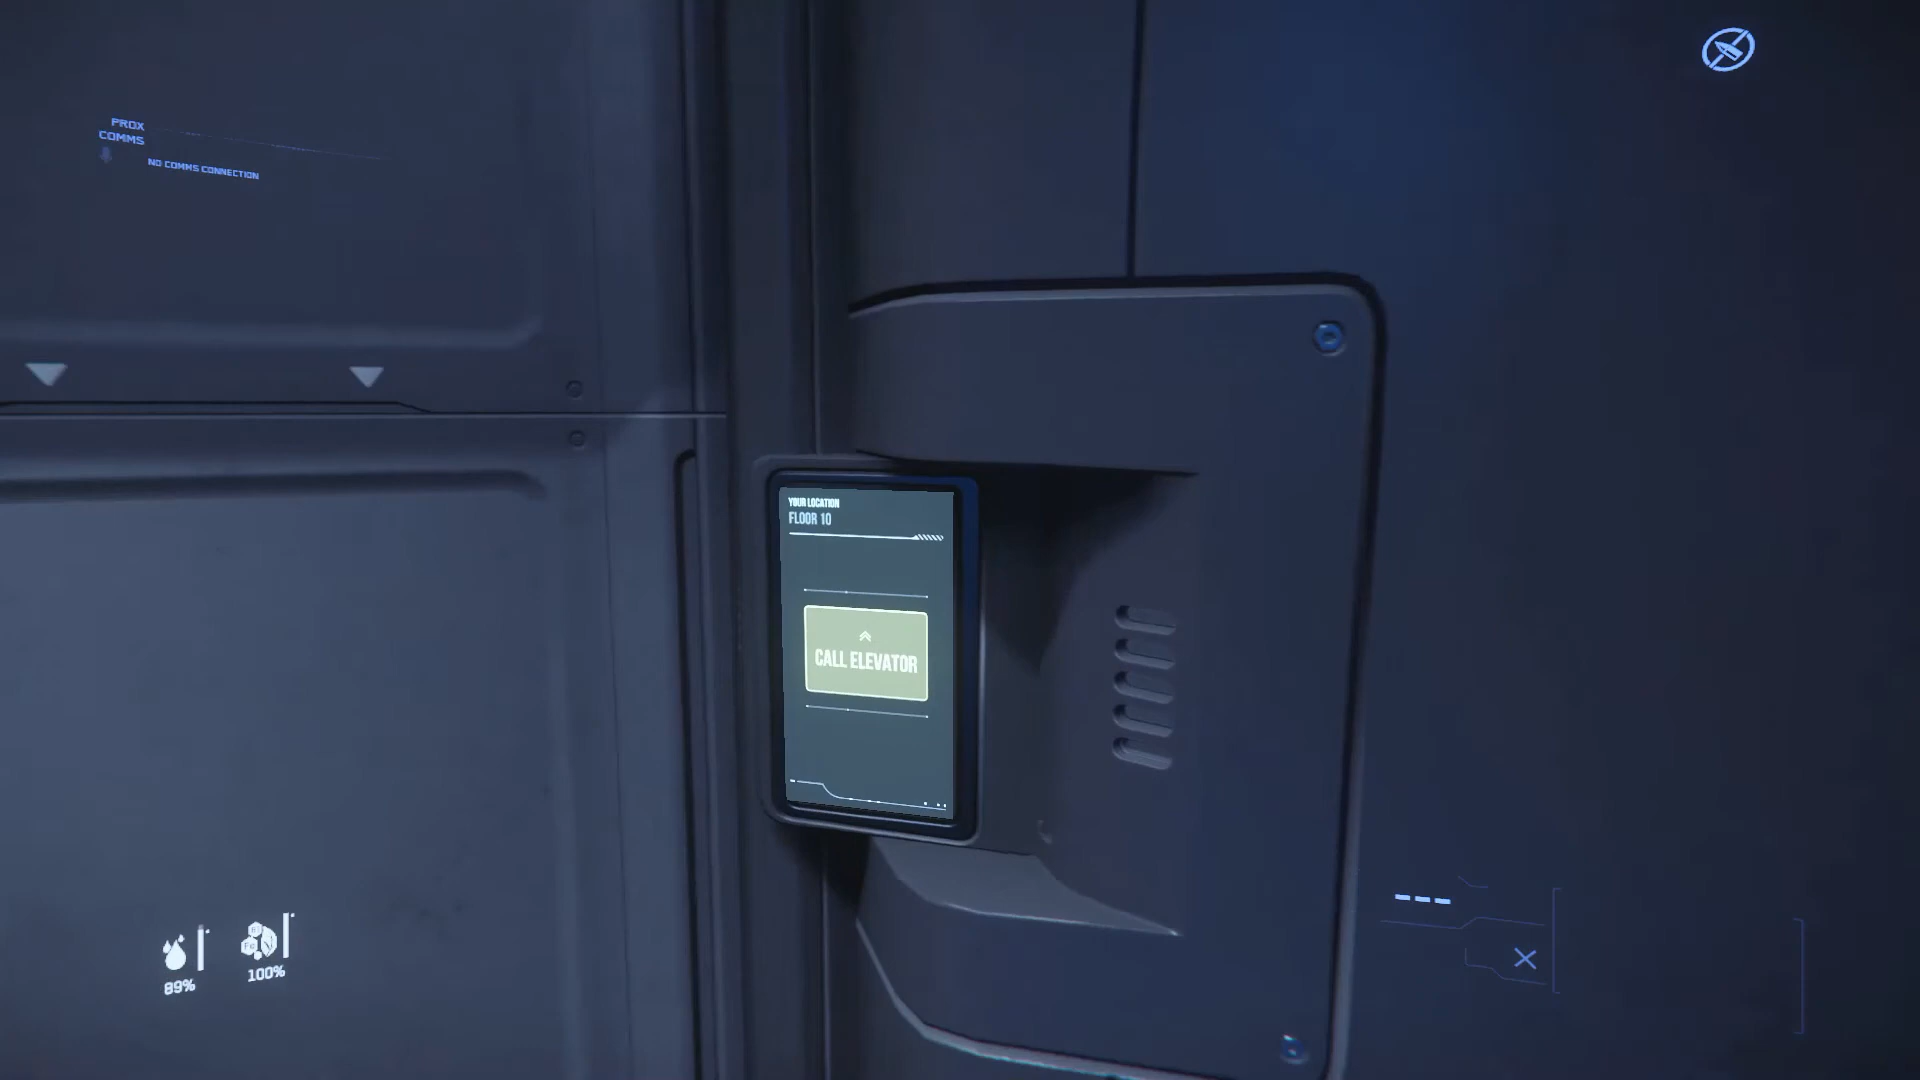 PROX
COMMS
NO COMMS CONNECTION
YOUR LOCATION
FLOOR 10
CALL ELEVATOR
89%
100%